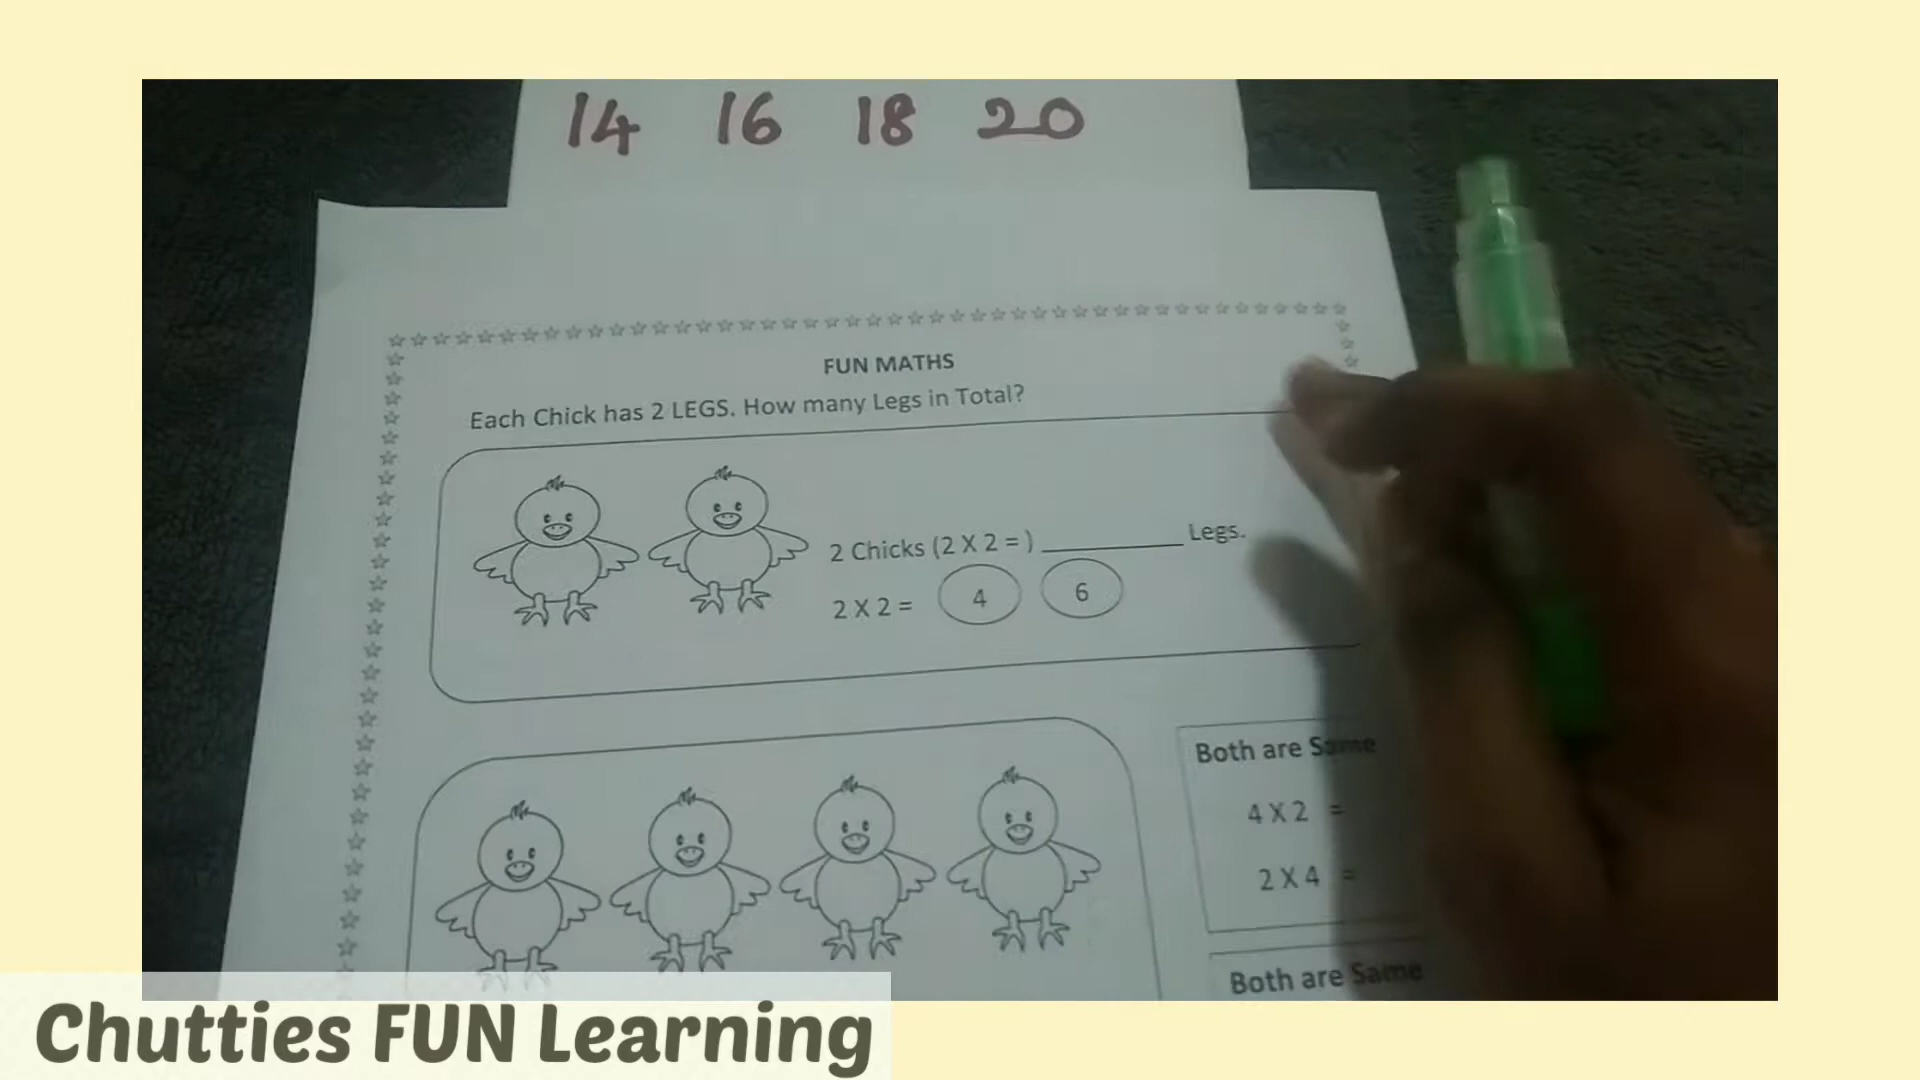 14 16 18 20
FUN MATHS
Each Chick has 2 LEGS. How many Legs in Total?
2 Chicks (2 X 2 = ) __________ Legs.
2 X 2 = 4 6
Both are Same
4 X 2 =
2 X 4 =
Both are Same
Chutties FUN Learning